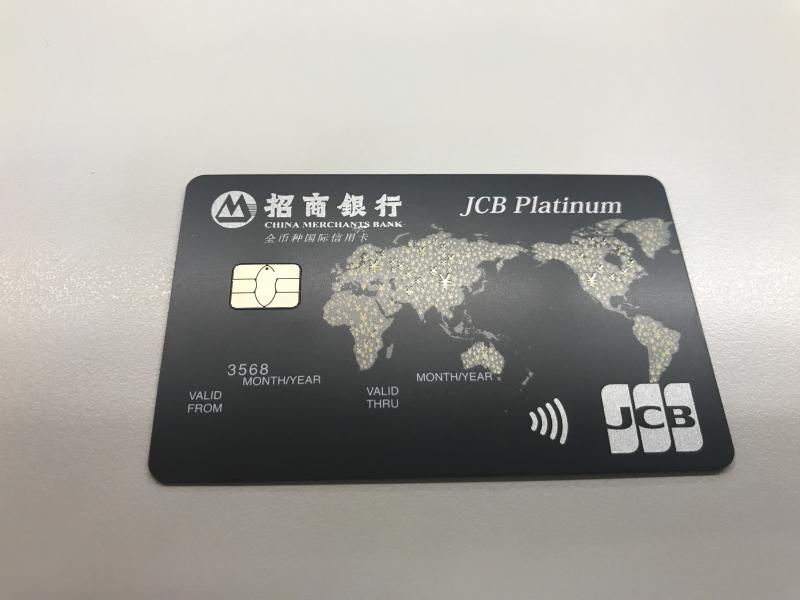 招商銀行
CHINA MERCHANTS BANK
全币种国际信用卡
JCB Platinum
3568
MONTH/YEAR
VALID
FROM
MONTH/YEAR
VALID
THRU
JCB